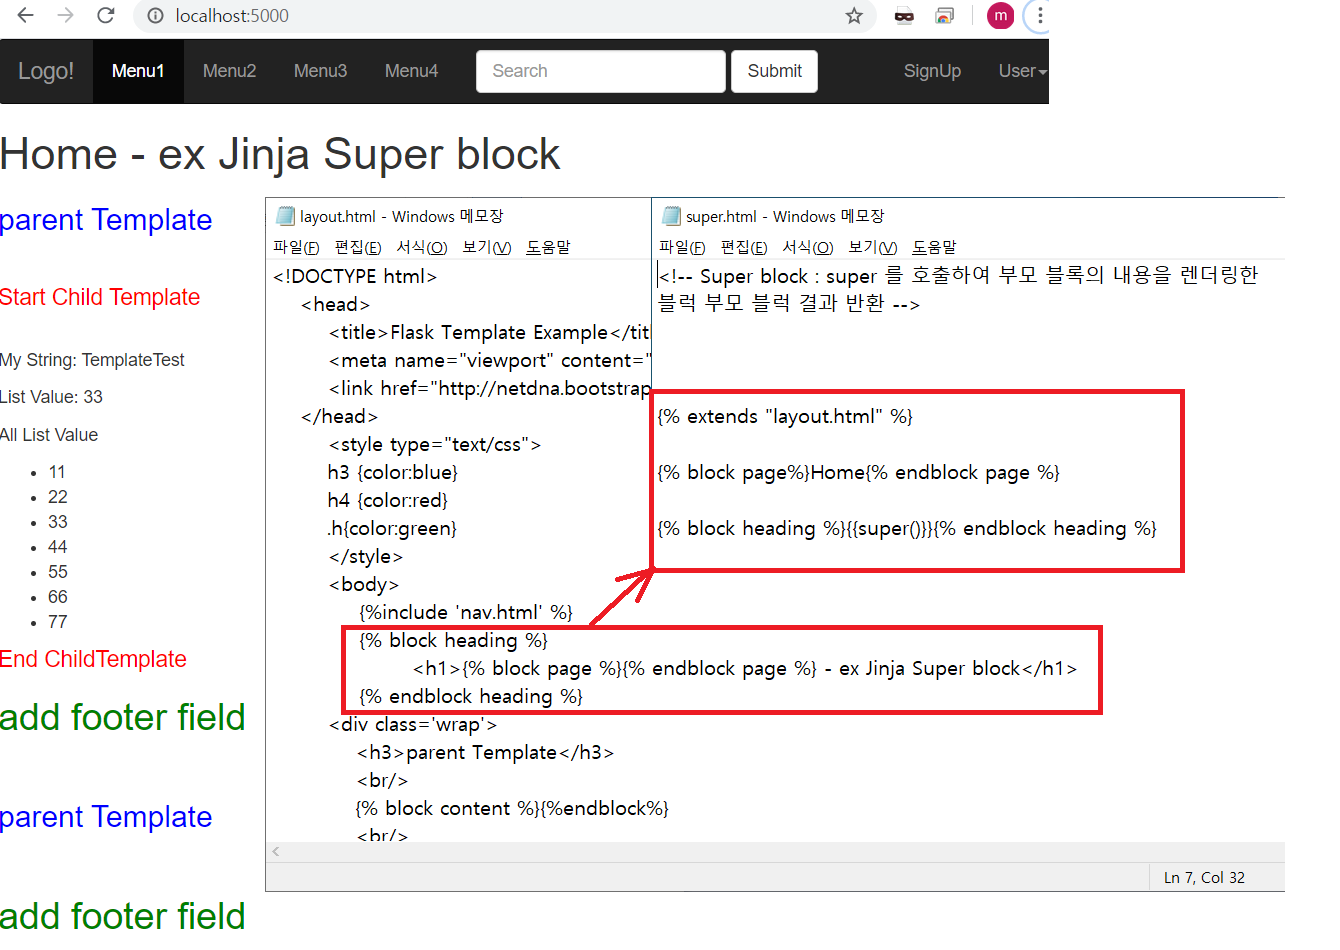 localhost:5000
m
Logo! Menu1 Menu2 Menu3 Menu4 Search Submit SignUp User
Home - ex Jinja Super block
parent Template
Start Child Template
My String: TemplateTest
List Value: 33
All List Value
11
22
33
44
55
66
77
End ChildTemplate
add footer field
parent Template
add footer field
layout.html - Windows 메모장
파일(F) 편집(E) 서식(O) 보기(V) 도움말
<!DOCTYPE html>
<head>
<title>Flask Template Example</titl
<meta name="viewport" content="
<link href="http://netdna.bootstrap
</head>
<style type="text/css">
h3 {color:blue}
h4 {color:red}
.h{color:green}
</style>
<body>
{%include 'nav.html' %}
{% block heading %}
<h1>{% block page %}{% endblock page %} - ex Jinja Super block</h1>
{% endblock heading %}
<div class='wrap'>
<h3>parent Template</h3>
<br/>
{% block content %}{%endblock%}
<br/>
super.html - Windows 메모장
파일(F) 편집(E) 서식(O) 보기(V) 도움말
<!-- Super block : super 를 호출하여 부모 블록의 내용을 렌더링한
블럭 부모 블럭 결과 반환 -->
{% extends "layout.html" %}
{% block page%}Home{% endblock page %}
{% block heading %}{{super()}}{% endblock heading %}
Ln 7, Col 32